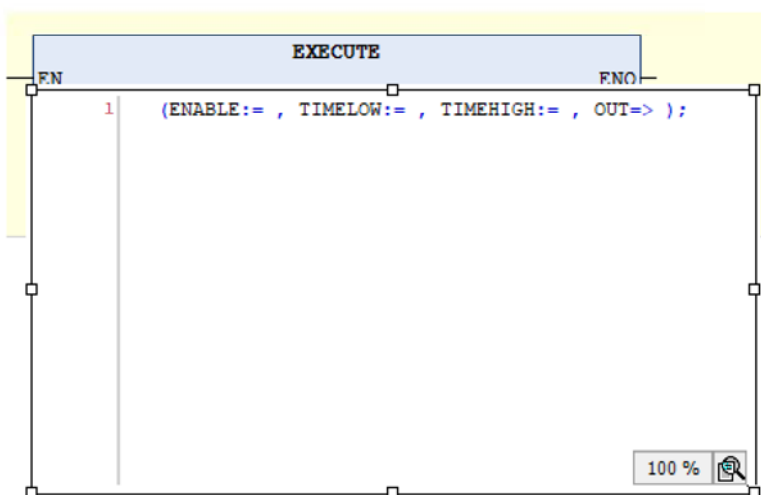 EXECUTE
EN ENO
1 (ENABLE:= , TIMELOW:= , TIMEHIGH:= , OUT=> );
100 %